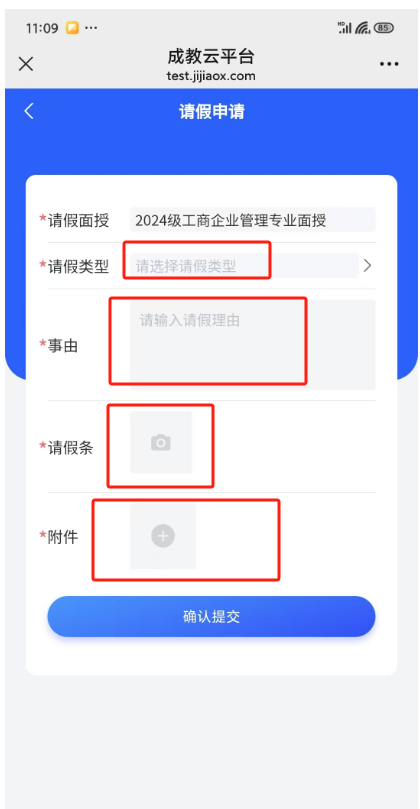 11:09
HD 85
成教云平台
test.jijiaox.com
请假申请
*请假面授 2024级工商企业管理专业面授
*请假类型 请选择请假类型
请输入请假理由
*事由
*请假条
*附件
确认提交